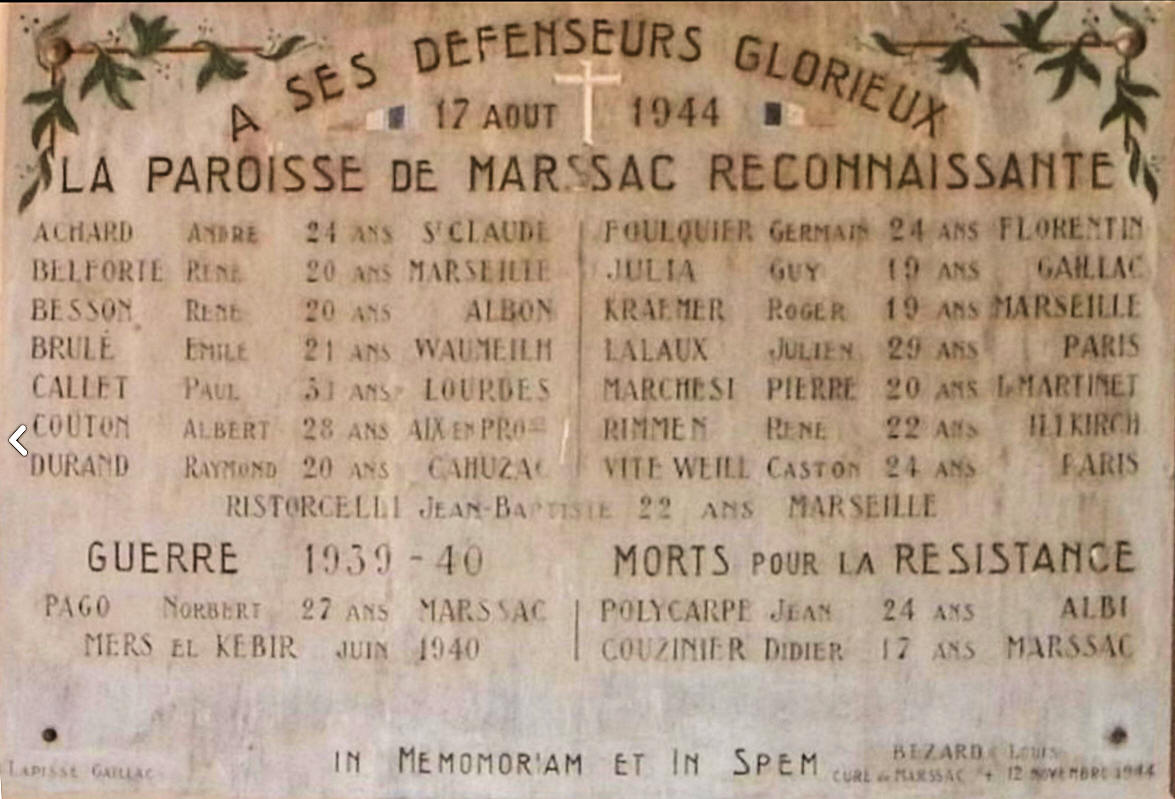 A SES DEFENSEURS GLORIEUX
17 AOUT 1944
LA PAROISSE DE MARSSAC RECONNAISSANTE
ACHARD ANDRE 24 ANS St CLAUDE
BELFORTE RENE 20 ANS MARSEILLE
BESSON RENE 20 ANS ALBON
BRULÉ EMILE 21 ANS
CALLET PAUL 31 ANS LOURDES
COUTON ALBERT 28 ANS AIX EN PROce
DURAND RAYMOND 20 ANS CAHUZAC
FOULQUIER GERMAIN 24 ANS FLORENTIN
JULIA GUY 19 ANS GAILLAC
KRAEMER ROGER 19 ANS MARSEILLE
LALAUX JULIEN 29 ANS PARIS
MARCHESI PIERRE 20 ANS Le MARTINET
RIMMEN RENE 22 ANS ILLKIRCH
VITE WEILL GASTON 24 ANS PARIS
RISTORCELLI JEAN-BAPTISTE 22 ANS MARSEILLE
GUERRE 1939-40
PAGO NORBERT 27 ANS MARSSAC
MERS EL KEBIR JUIN 1940
MORTS POUR LA RESISTANCE
POLYCARPE JEAN 24 ANS ALBI
COUZINIER DIDIER 17 ANS MARSSAC
IN MEMOMORIAM ET IN SPEM
LAPISSE GAILLAC
BEZARD LOUIS
CURE de MARSSAC + 12 NOVEMBRE 1944